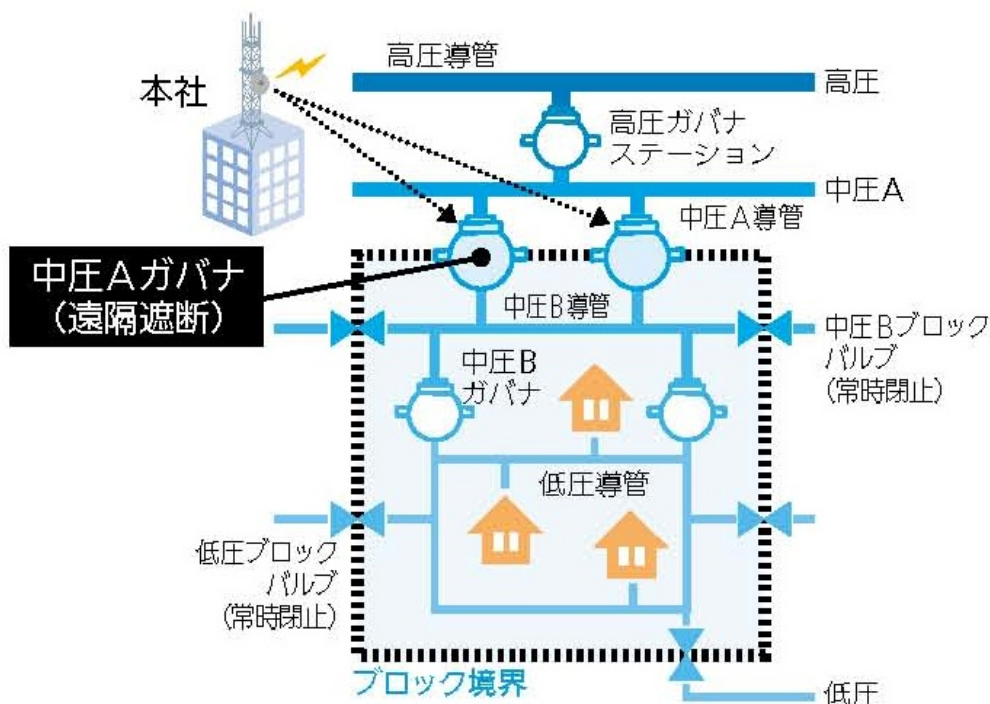 高圧導管
高圧
本社
高圧ガバナ
ステーション
中圧A
中圧A導管
中圧Aガバナ
(遠隔遮断)
中圧B導管
中圧Bブロック
バルブ
(常時閉止)
中圧B
ガバナ
低圧導管
低圧ブロック
バルブ
(常時閉止)
ブロック境界
低圧